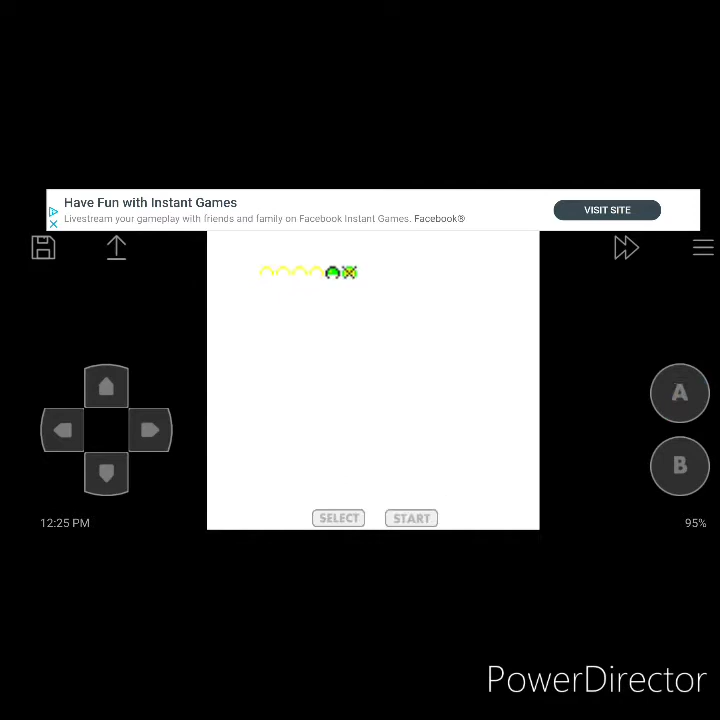 Have Fun with Instant Games
Livestream your gameplay with friends and family on Facebook Instant Games. Facebook®
VISIT SITE
A
B
SELECT
START
12:25 PM
95%
PowerDirector